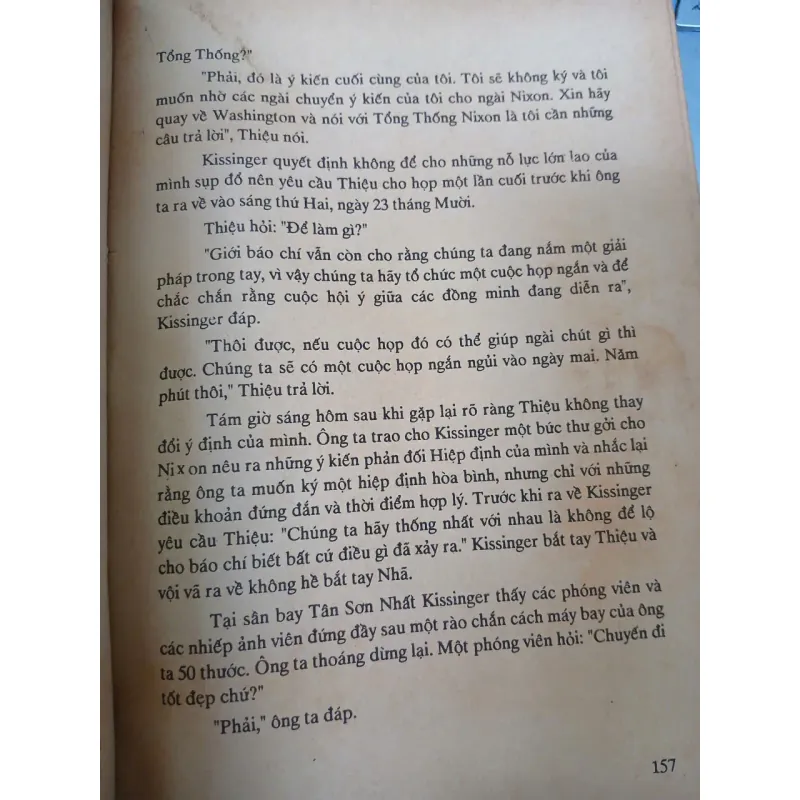 Tổng Thống?"
"Phải, đó là ý kiến cuối cùng của tôi. Tôi sẽ không ký và tôi
muốn nhờ các ngài chuyển ý kiến của tôi cho ngài Nixon. Xin hãy
quay về Washington và nói với Tổng Thống Nixon là tôi cần những
câu trả lời", Thiệu nói.
Kissinger quyết định không để cho những nỗ lực lớn lao của
mình sụp đổ nên yêu cầu Thiệu cho họp một lần cuối trước khi ông
ta ra về vào sáng thứ Hai, ngày 23 tháng Mười.
Thiệu hỏi: "Để làm gì?"
"Giới báo chí vẫn còn cho rằng chúng ta đang nắm một giải
pháp trong tay, vì vậy chúng ta hãy tổ chức một cuộc họp ngắn và để
chắc chắn rằng cuộc hội ý giữa các đồng minh đang diễn ra",
Kissinger đáp.
"Thôi được, nếu cuộc họp đó có thể giúp ngài chút gì thì
được. Chúng ta sẽ có một cuộc họp ngắn ngủi vào ngày mai. Năm
phút thôi," Thiệu trả lời.
Tám giờ sáng hôm sau khi gặp lại rõ ràng Thiệu không thay
đổi ý định của mình. Ông ta trao cho Kissinger một bức thư gởi cho
Nixon nêu ra những ý kiến phản đối Hiệp định của mình và nhắc lại
rằng ông ta muốn ký một hiệp định hòa bình, nhưng chỉ với những
điều khoản đứng đắn và thời điểm hợp lý. Trước khi ra về Kissinger
yêu cầu Thiệu: "Chúng ta hãy thống nhất với nhau là không để lộ
cho báo chí biết bất cứ điều gì đã xảy ra." Kissinger bắt tay Thiệu và
vội vã ra về không hề bắt tay Nhã.
Tại sân bay Tân Sơn Nhất Kissinger thấy các phóng viên và
các nhiếp ảnh viên đứng đầy sau một rào chắn cách máy bay của ông
ta 50 thước. Ông ta thoáng dừng lại. Một phóng viên hỏi: "Chuyến đi
tốt đẹp chứ?"
"Phải," ông ta đáp.
157